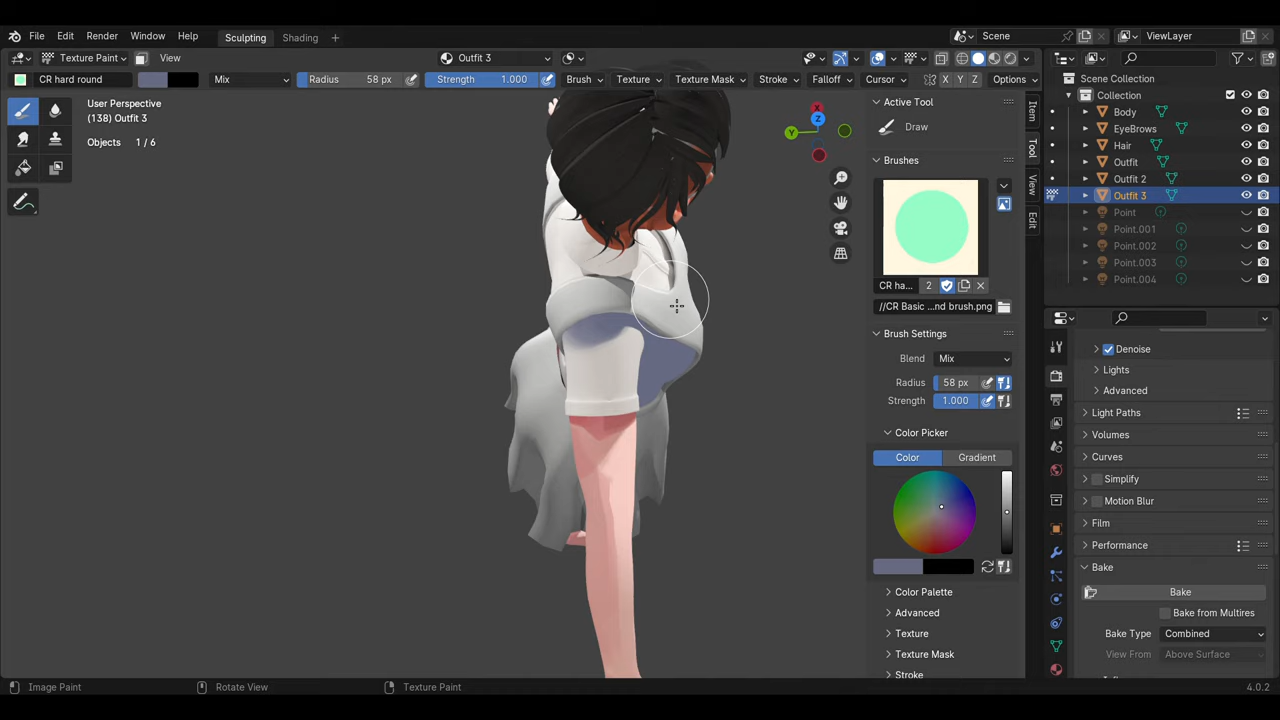 File Edit Render Window Help Sculpting Shading + Scene ViewLayer
Texture Paint View Outfit 3
CR hard round Mix Radius 58 px Strength 1.000 Brush Texture Texture Mask Stroke Falloff Cursor X Y Z Options
User Perspective
(138) Outfit 3
Objects 1 / 6
X
Y
Z
Active Tool
Draw
Brushes
CR ha... 2
//CR Basic ...nd brush.png
Brush Settings
Blend Mix
Radius 58 px
Strength 1.000
Color Picker
Color Gradient
Color Palette
Advanced
Texture
Texture Mask
Stroke
Item
Tool
View
Edit
Scene Collection
Collection
Body
EyeBrows
Hair
Outfit
Outfit 2
Outfit 3
Point
Point.001
Point.002
Point.003
Point.004
Denoise
Lights
Advanced
Light Paths
Volumes
Curves
Simplify
Motion Blur
Film
Performance
Bake
Bake
Bake from Multires
Bake Type Combined
View From Above Surface
Image Paint Rotate View Texture Paint 4.0.2